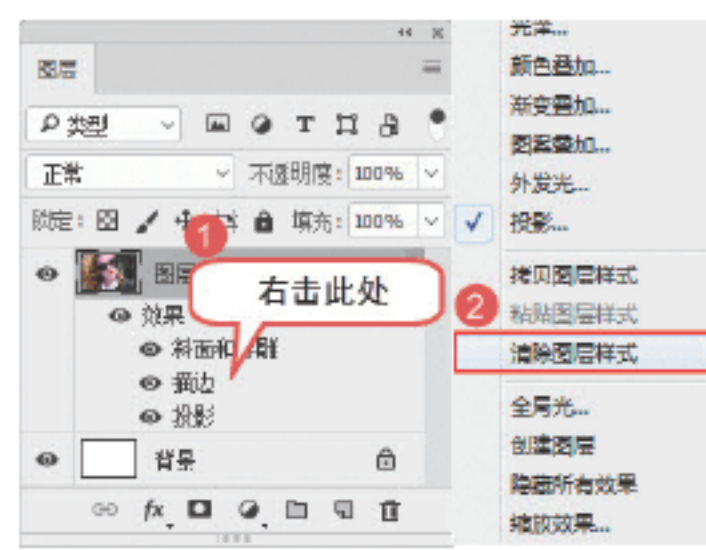 图层
类型
正常
不透明度：100%
锁定：
填充：100%
1
图层
右击此处
效果
斜面和浮雕
描边
投影
背景
fx
光泽...
颜色叠加...
渐变叠加...
图案叠加...
外发光...
投影...
拷贝图层样式
2
粘贴图层样式
清除图层样式
全局光...
创建图层
隐藏所有效果
缩放效果...